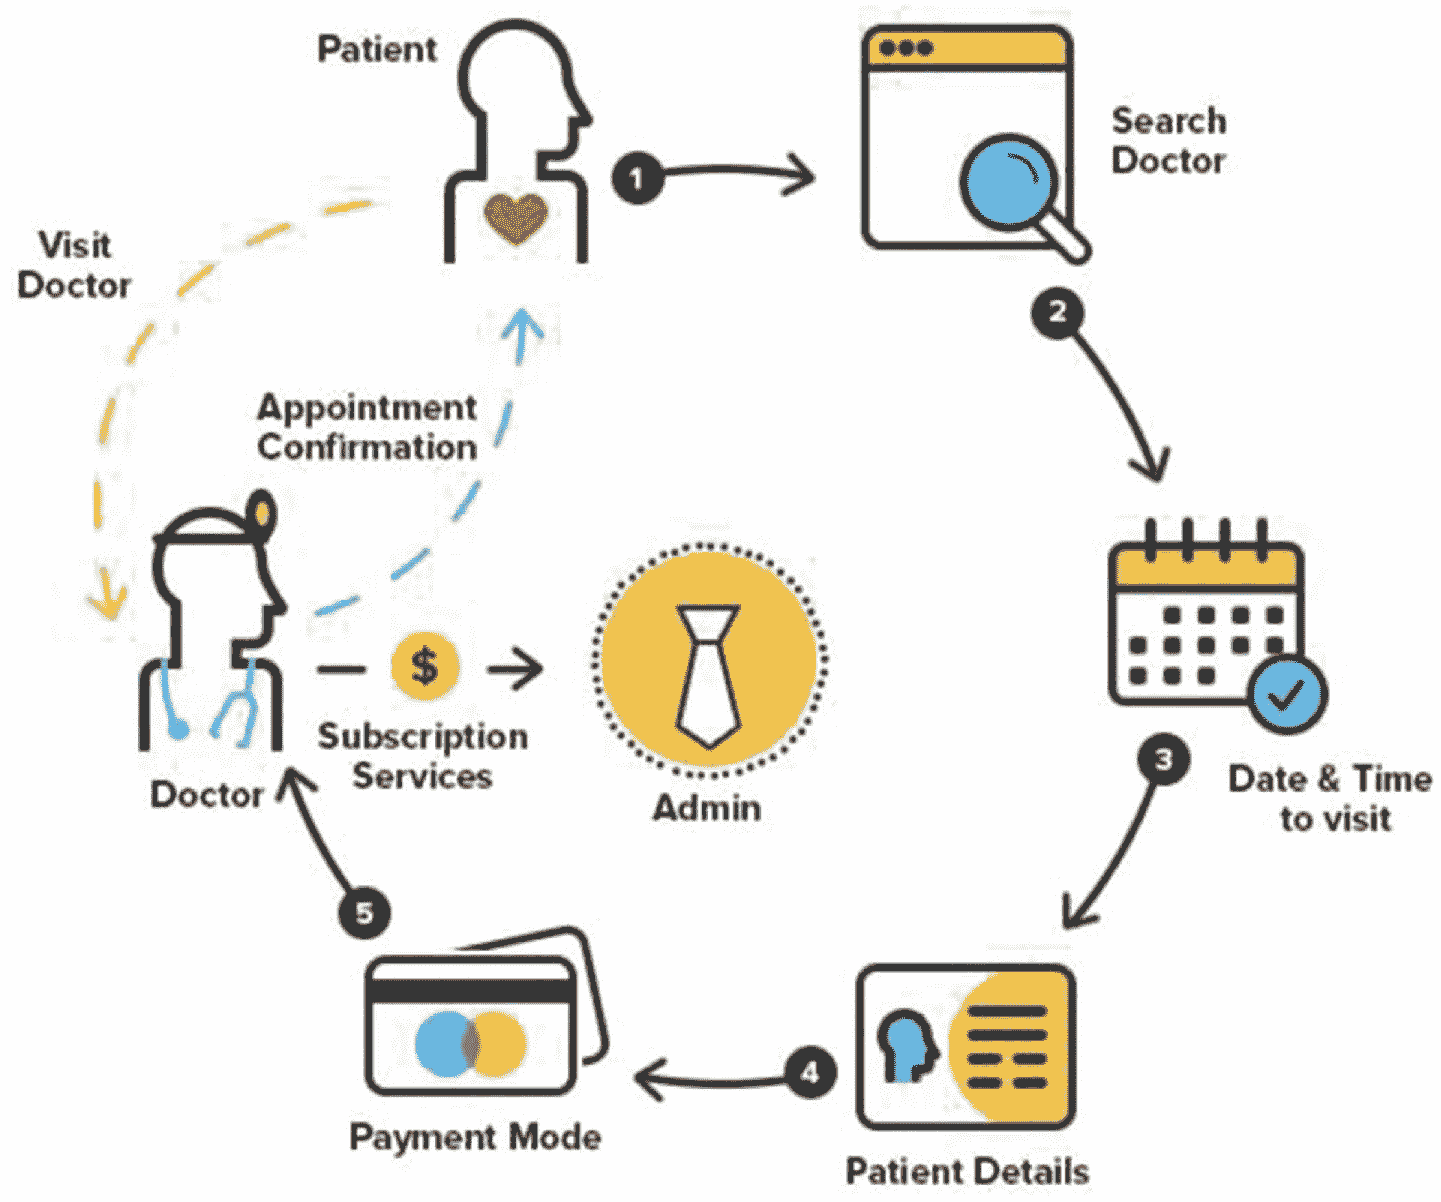 Patient
1
Search
Doctor
2
Visit
Doctor
Appointment
Confirmation
$
Subscription
Services
Admin
Doctor
3
Date & Time
to visit
5
4
Payment Mode
Patient Details